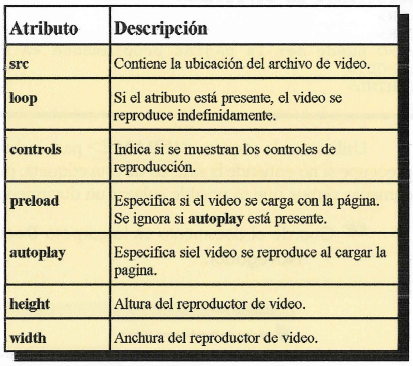 Atributo Descripción
src Contiene la ubicación del archivo de video.
loop Si el atributo está presente, el video se
reproduce indefinidamente.
controls Indica si se muestran los controles de
reproducción.
preload Especifica si el video se carga con la página.
Se ignora si autoplay está presente.
autoplay Especifica siel video se reproduce al cargar la
pagina.
height Altura del reproductor de video.
width Anchura del reproductor de video.